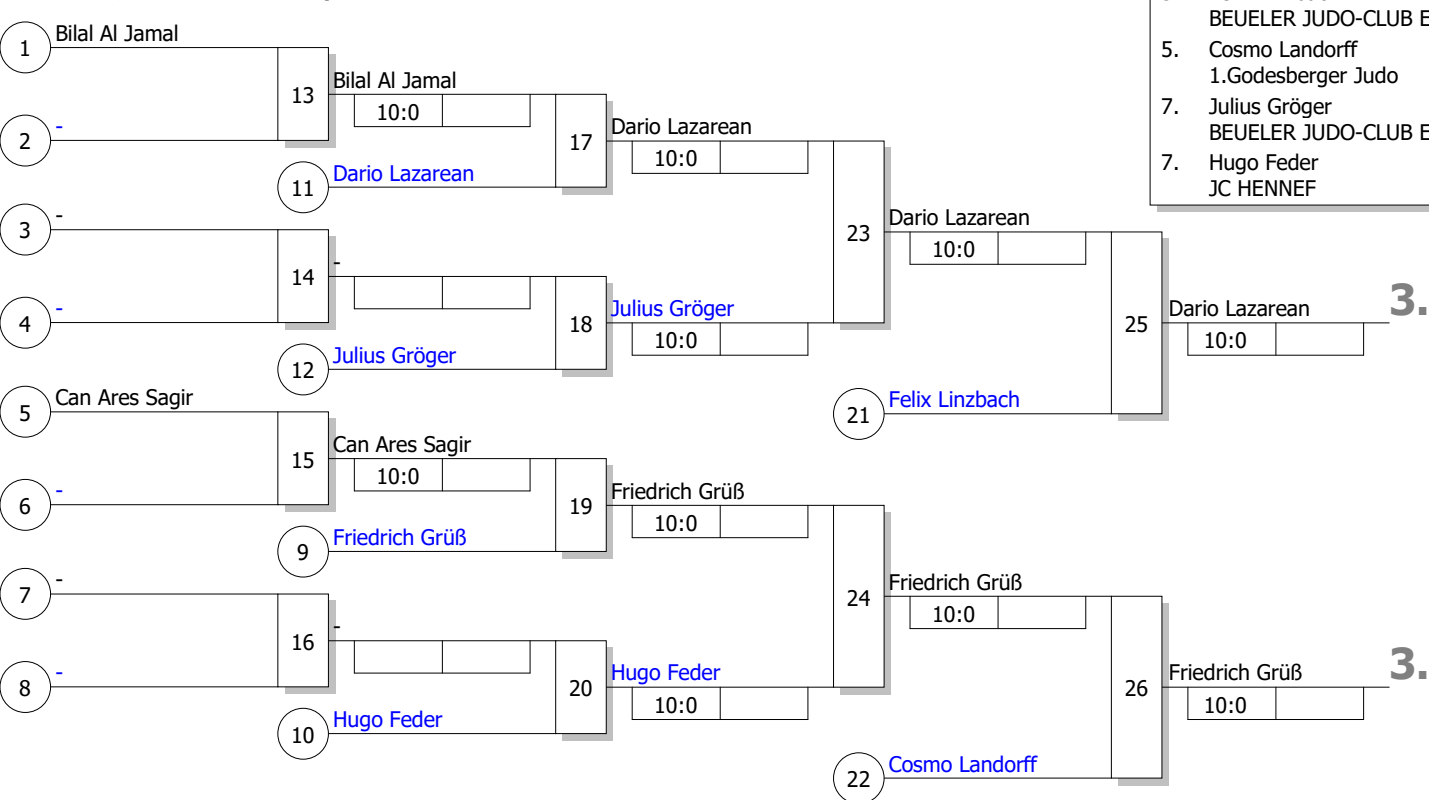 1 Bilal Al Jamal
13 Bilal Al Jamal
10:0
2 -
17 Dario Lazarean
10:0
11 Dario Lazarean
3 -
14 -
4 -
18 Julius Gröger
10:0
12 Julius Gröger
23 Dario Lazarean
10:0
5 Can Ares Sagir
15 Can Ares Sagir
10:0
6 -
19 Friedrich Grüß
10:0
9 Friedrich Grüß
7 -
16 -
8 -
20 Hugo Feder
10:0
10 Hugo Feder
24 Friedrich Grüß
10:0
25 Dario Lazarean 3.
10:0
21 Felix Linzbach
26 Friedrich Grüß 3.
10:0
22 Cosmo Landorff
BEUELER JUDO-CLUB E
5. Cosmo Landorff
1.Godesberger Judo
7. Julius Gröger
BEUELER JUDO-CLUB E
7. Hugo Feder
JC HENNEF